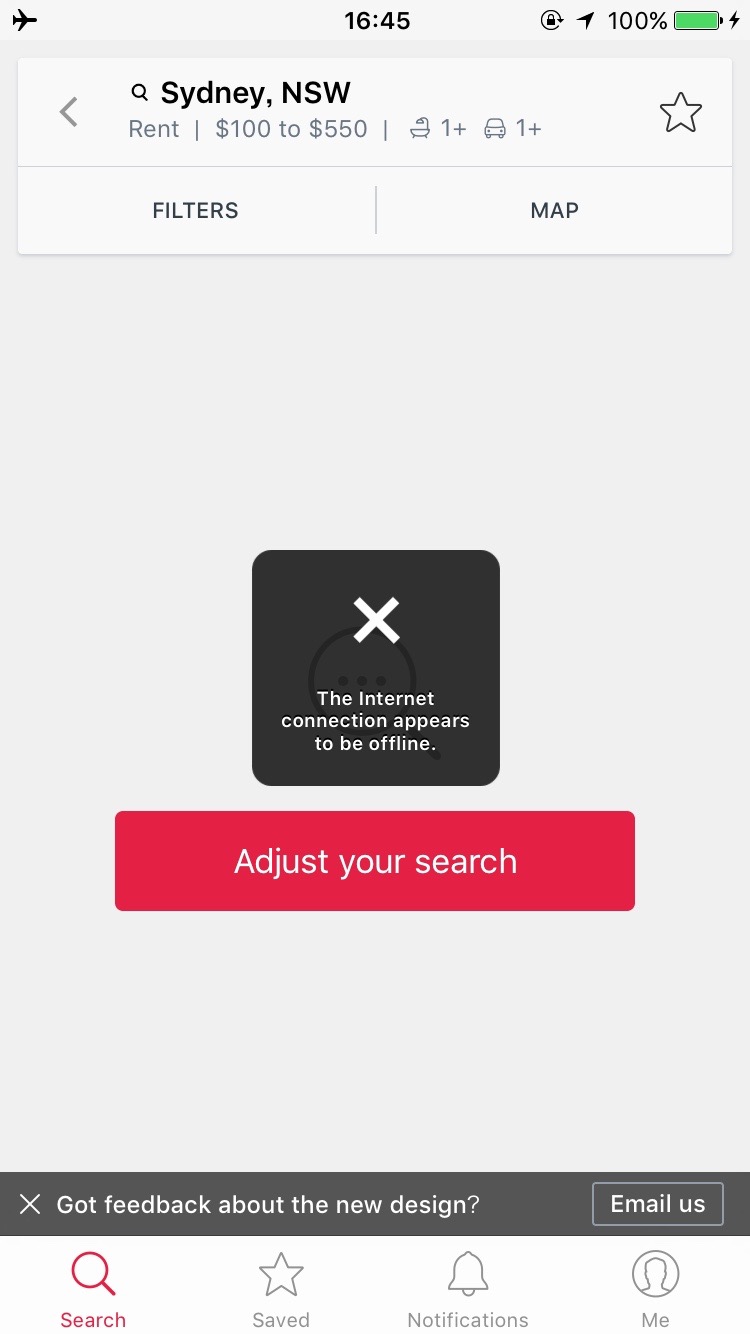 16:45
100%
Sydney, NSW
Rent | $100 to $550 | 1+ 1+
FILTERS
MAP
The Internet
connection appears
to be offline.
Adjust your search
Got feedback about the new design?
Email us
Search
Saved
Notifications
Me